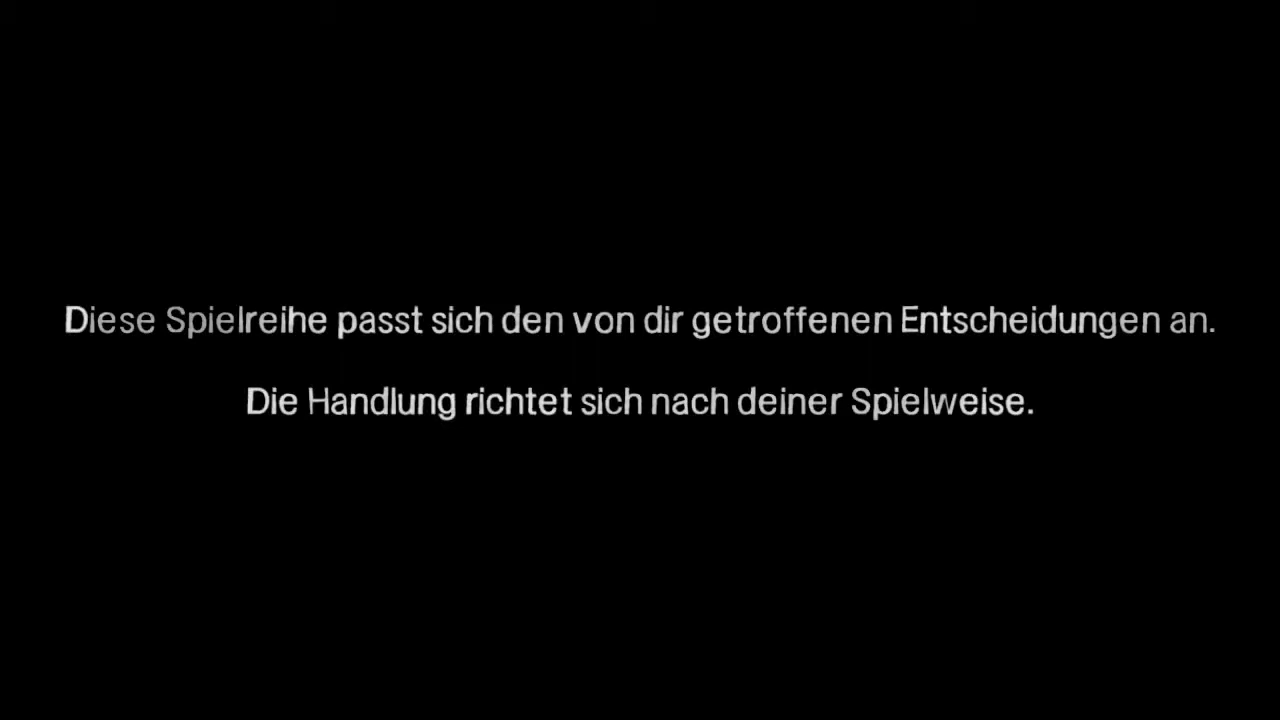 Diese Spielreihe passt sich den von dir getroffenen Entscheidungen an.
Die Handlung richtet sich nach deiner Spielweise.